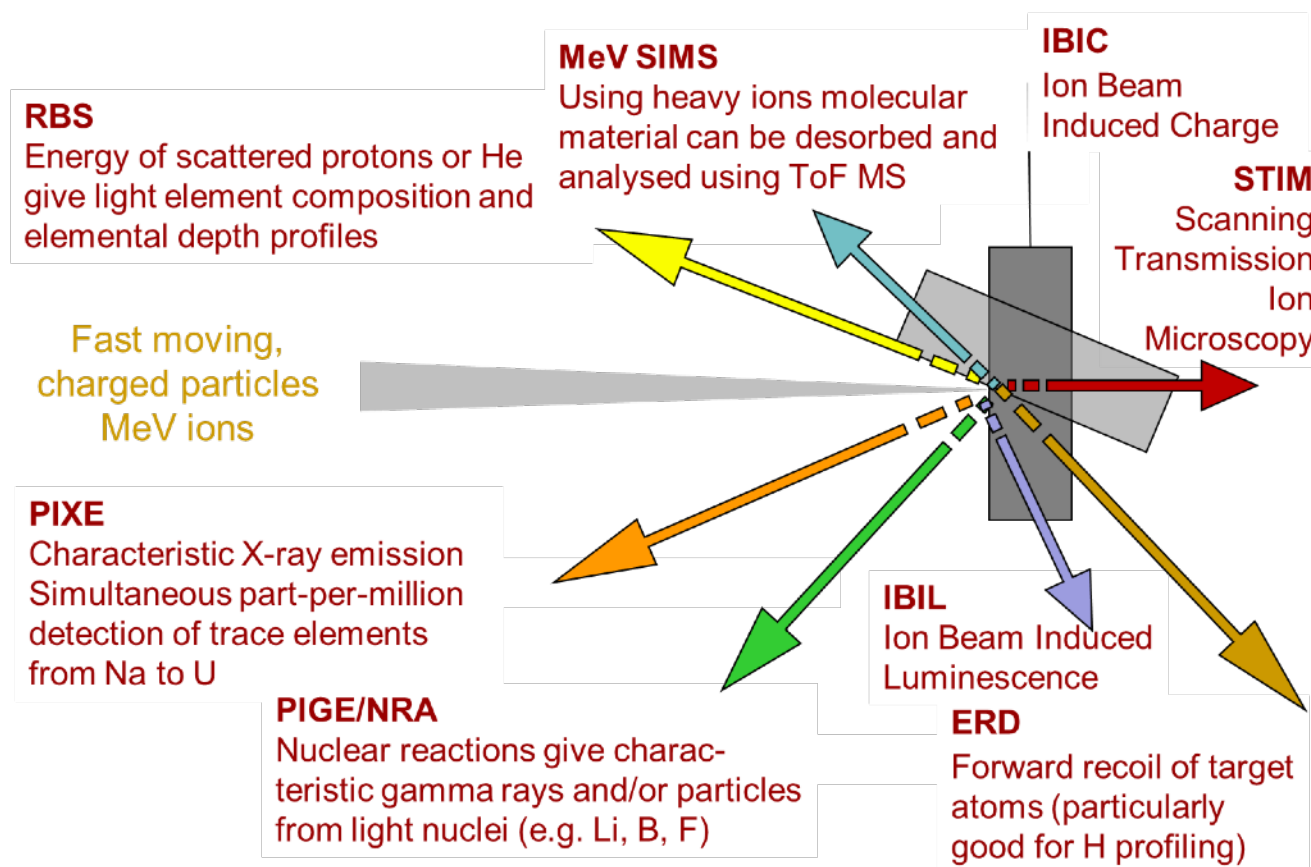 RBS
Energy of scattered protons or He
give light element composition and
elemental depth profiles
MeV SIMS
Using heavy ions molecular
material can be desorbed and
analysed using ToF MS
IBIC
Ion Beam
Induced Charge
STIM
Scanning
Transmission
Ion
Microscopy
Fast moving,
charged particles
MeV ions
PIXE
Characteristic X-ray emission
Simultaneous part-per-million
detection of trace elements
from Na to U
PIGE/NRA
Nuclear reactions give charac-
teristic gamma rays and/or particles
from light nuclei (e.g. Li, B, F)
IBIL
Ion Beam Induced
Luminescence
ERD
Forward recoil of target
atoms (particularly
good for H profiling)